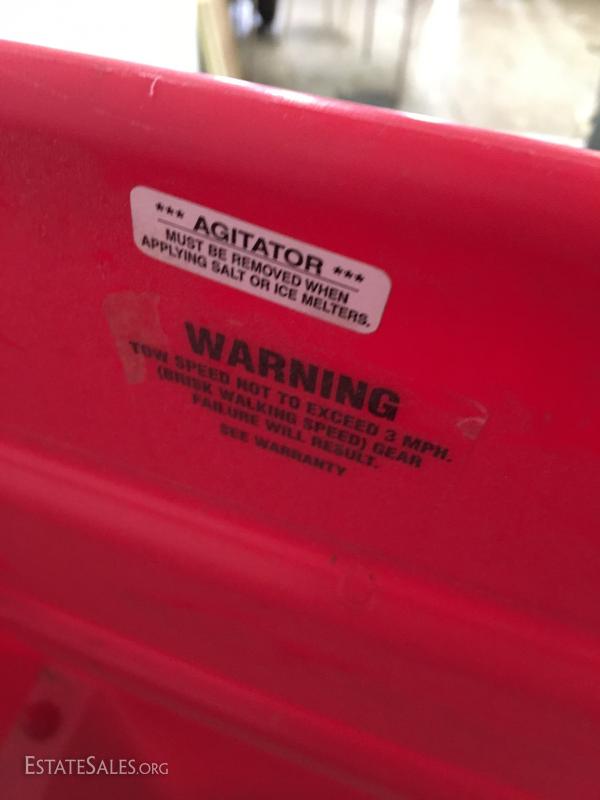 *** AGITATOR ***
MUST BE REMOVED WHEN
APPLYING SALT OR ICE MELTERS.
WARNING
TOW SPEED NOT TO EXCEED 3 MPH.
(BRISK WALKING SPEED) GEAR
FAILURE WILL RESULT.
SEE WARRANTY
ESTATESALES.ORG